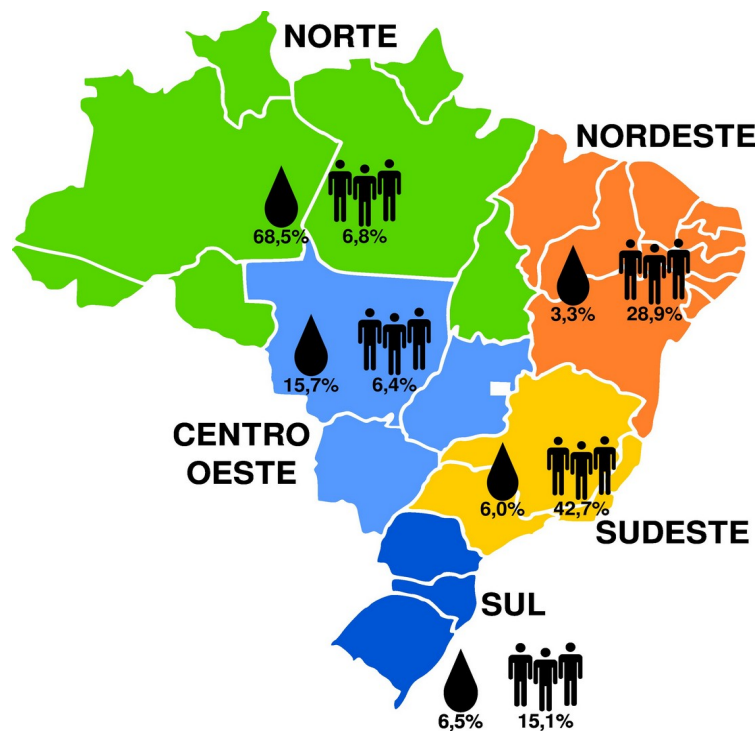 NORTE
NORDESTE
68,5% 6,8%
3,3% 28,9%
15,7% 6,4%
CENTRO
OESTE
6,0% 42,7%
SUDESTE
SUL
6,5% 15,1%